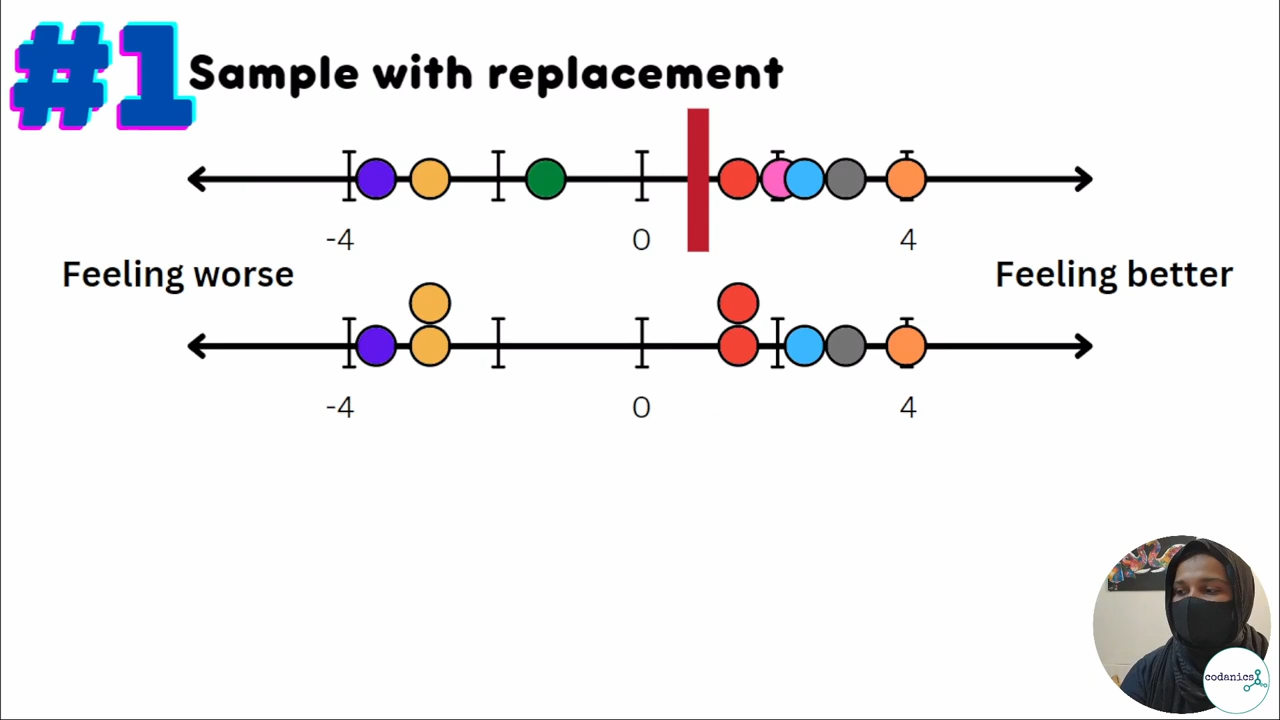 #1
Sample with replacement
-4 0 4
Feeling worse Feeling better
-4 0 4
codanics